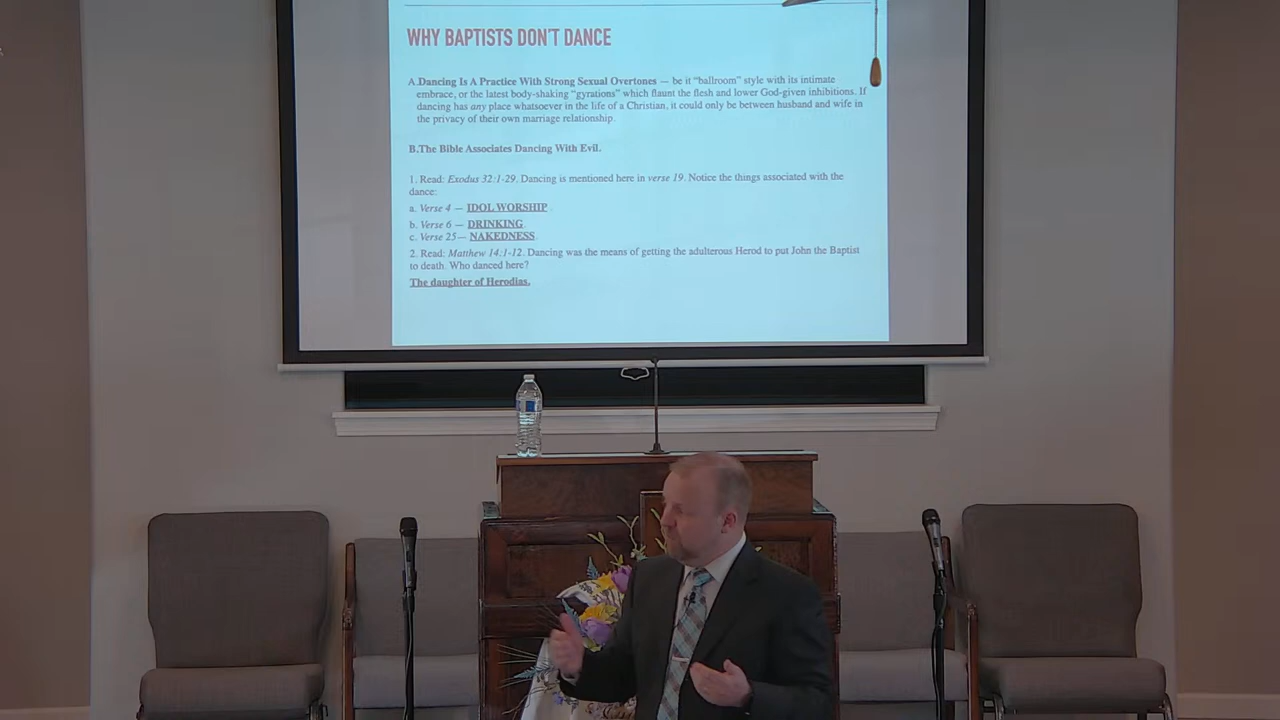 WHY BAPTISTS DON'T DANCE
A.Dancing Is A Practice With Strong Sexual Overtones — be it "ballroom" style with its intimate
embrace, or the latest body-shaking "gyrations" which flaunt the flesh and lower God-given inhibitions. If
dancing has any place whatsoever in the life of a Christian, it could only be between husband and wife in
the privacy of their own marriage relationship.
B.The Bible Associates Dancing With Evil.
1. Read: Exodus 32:1-29. Dancing is mentioned here in verse 19. Notice the things associated with the
dance:
a. Verse 4 — IDOL WORSHIP.
b. Verse 6 — DRINKING.
c. Verse 25— NAKEDNESS.
2. Read: Matthew 14:1-12. Dancing was the means of getting the adulterous Herod to put John the Baptist
to death. Who danced here?
The daughter of Herodias.